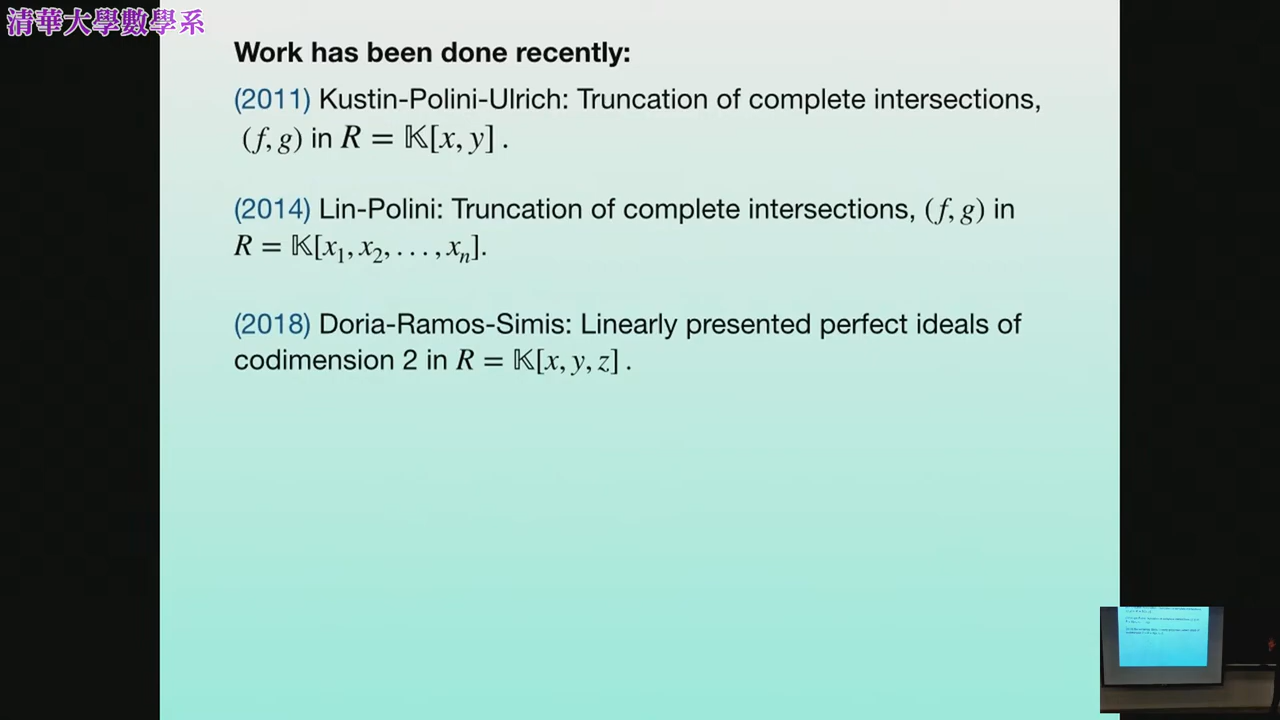 清華大學數學系
Work has been done recently:
(2011) Kustin-Polini-Ulrich: Truncation of complete intersections,
(f, g) in R = 𝕂[x, y] .
(2014) Lin-Polini: Truncation of complete intersections, (f, g) in
R = 𝕂[x₁, x₂, . . . , xₙ].
(2018) Doria-Ramos-Simis: Linearly presented perfect ideals of
codimension 2 in R = 𝕂[x, y, z] .